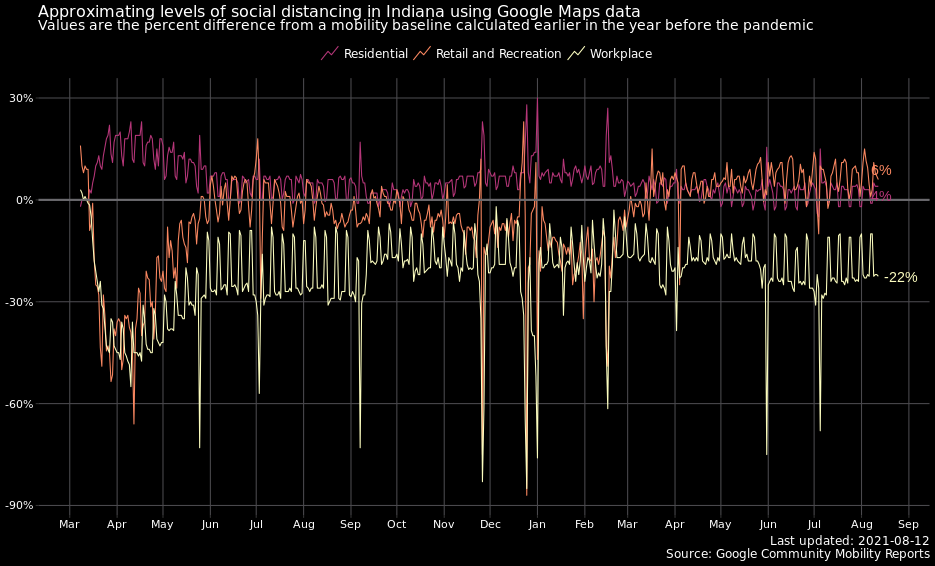 Approximating levels of social distancing in Indiana using Google Maps data
Values are the percent difference from a mobility baseline calculated earlier in the year before the pandemic
Residential Retail and Recreation Workplace
30%
0%
-30%
-60%
-90%
6%
1%
-22%
Mar Apr May Jun Jul Aug Sep Oct Nov Dec Jan Feb Mar Apr May Jun Jul Aug Sep
Last updated: 2021-08-12
Source: Google Community Mobility Reports